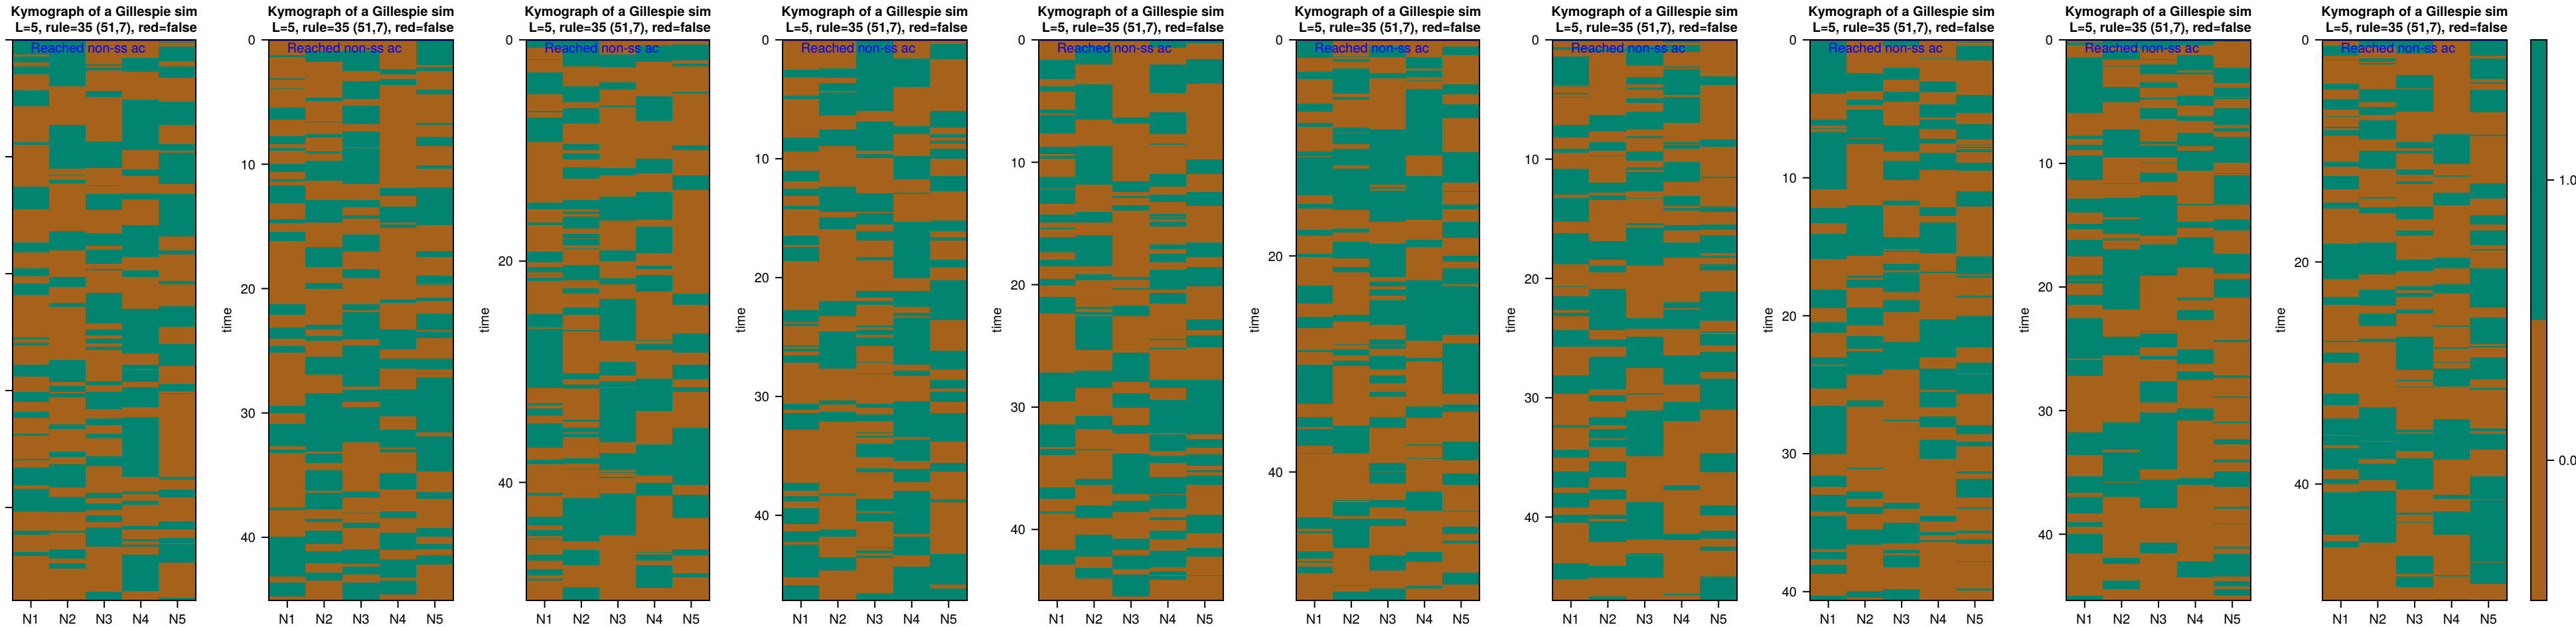 Kymograph of a Gillespie sim
L=5, rule=35 (51,7), red=false
Reached non-ss ac
N1 N2 N3 N4 N5
Kymograph of a Gillespie sim
L=5, rule=35 (51,7), red=false
Reached non-ss ac
time
0
10
20
30
40
N1 N2 N3 N4 N5
Kymograph of a Gillespie sim
L=5, rule=35 (51,7), red=false
Reached non-ss ac
time
0
20
40
N1 N2 N3 N4 N5
Kymograph of a Gillespie sim
L=5, rule=35 (51,7), red=false
Reached non-ss ac
time
0
10
20
30
40
N1 N2 N3 N4 N5
Kymograph of a Gillespie sim
L=5, rule=35 (51,7), red=false
Reached non-ss ac
time
0
10
20
30
40
N1 N2 N3 N4 N5
Kymograph of a Gillespie sim
L=5, rule=35 (51,7), red=false
Reached non-ss ac
time
0
20
40
N1 N2 N3 N4 N5
Kymograph of a Gillespie sim
L=5, rule=35 (51,7), red=false
Reached non-ss ac
time
0
10
20
30
40
N1 N2 N3 N4 N5
Kymograph of a Gillespie sim
L=5, rule=35 (51,7), red=false
Reached non-ss ac
time
0
10
20
30
40
N1 N2 N3 N4 N5
Kymograph of a Gillespie sim
L=5, rule=35 (51,7), red=false
Reached non-ss ac
time
0
10
20
30
40
N1 N2 N3 N4 N5
Kymograph of a Gillespie sim
L=5, rule=35 (51,7), red=false
Reached non-ss ac
time
0
20
40
N1 N2 N3 N4 N5
1.0
0.0